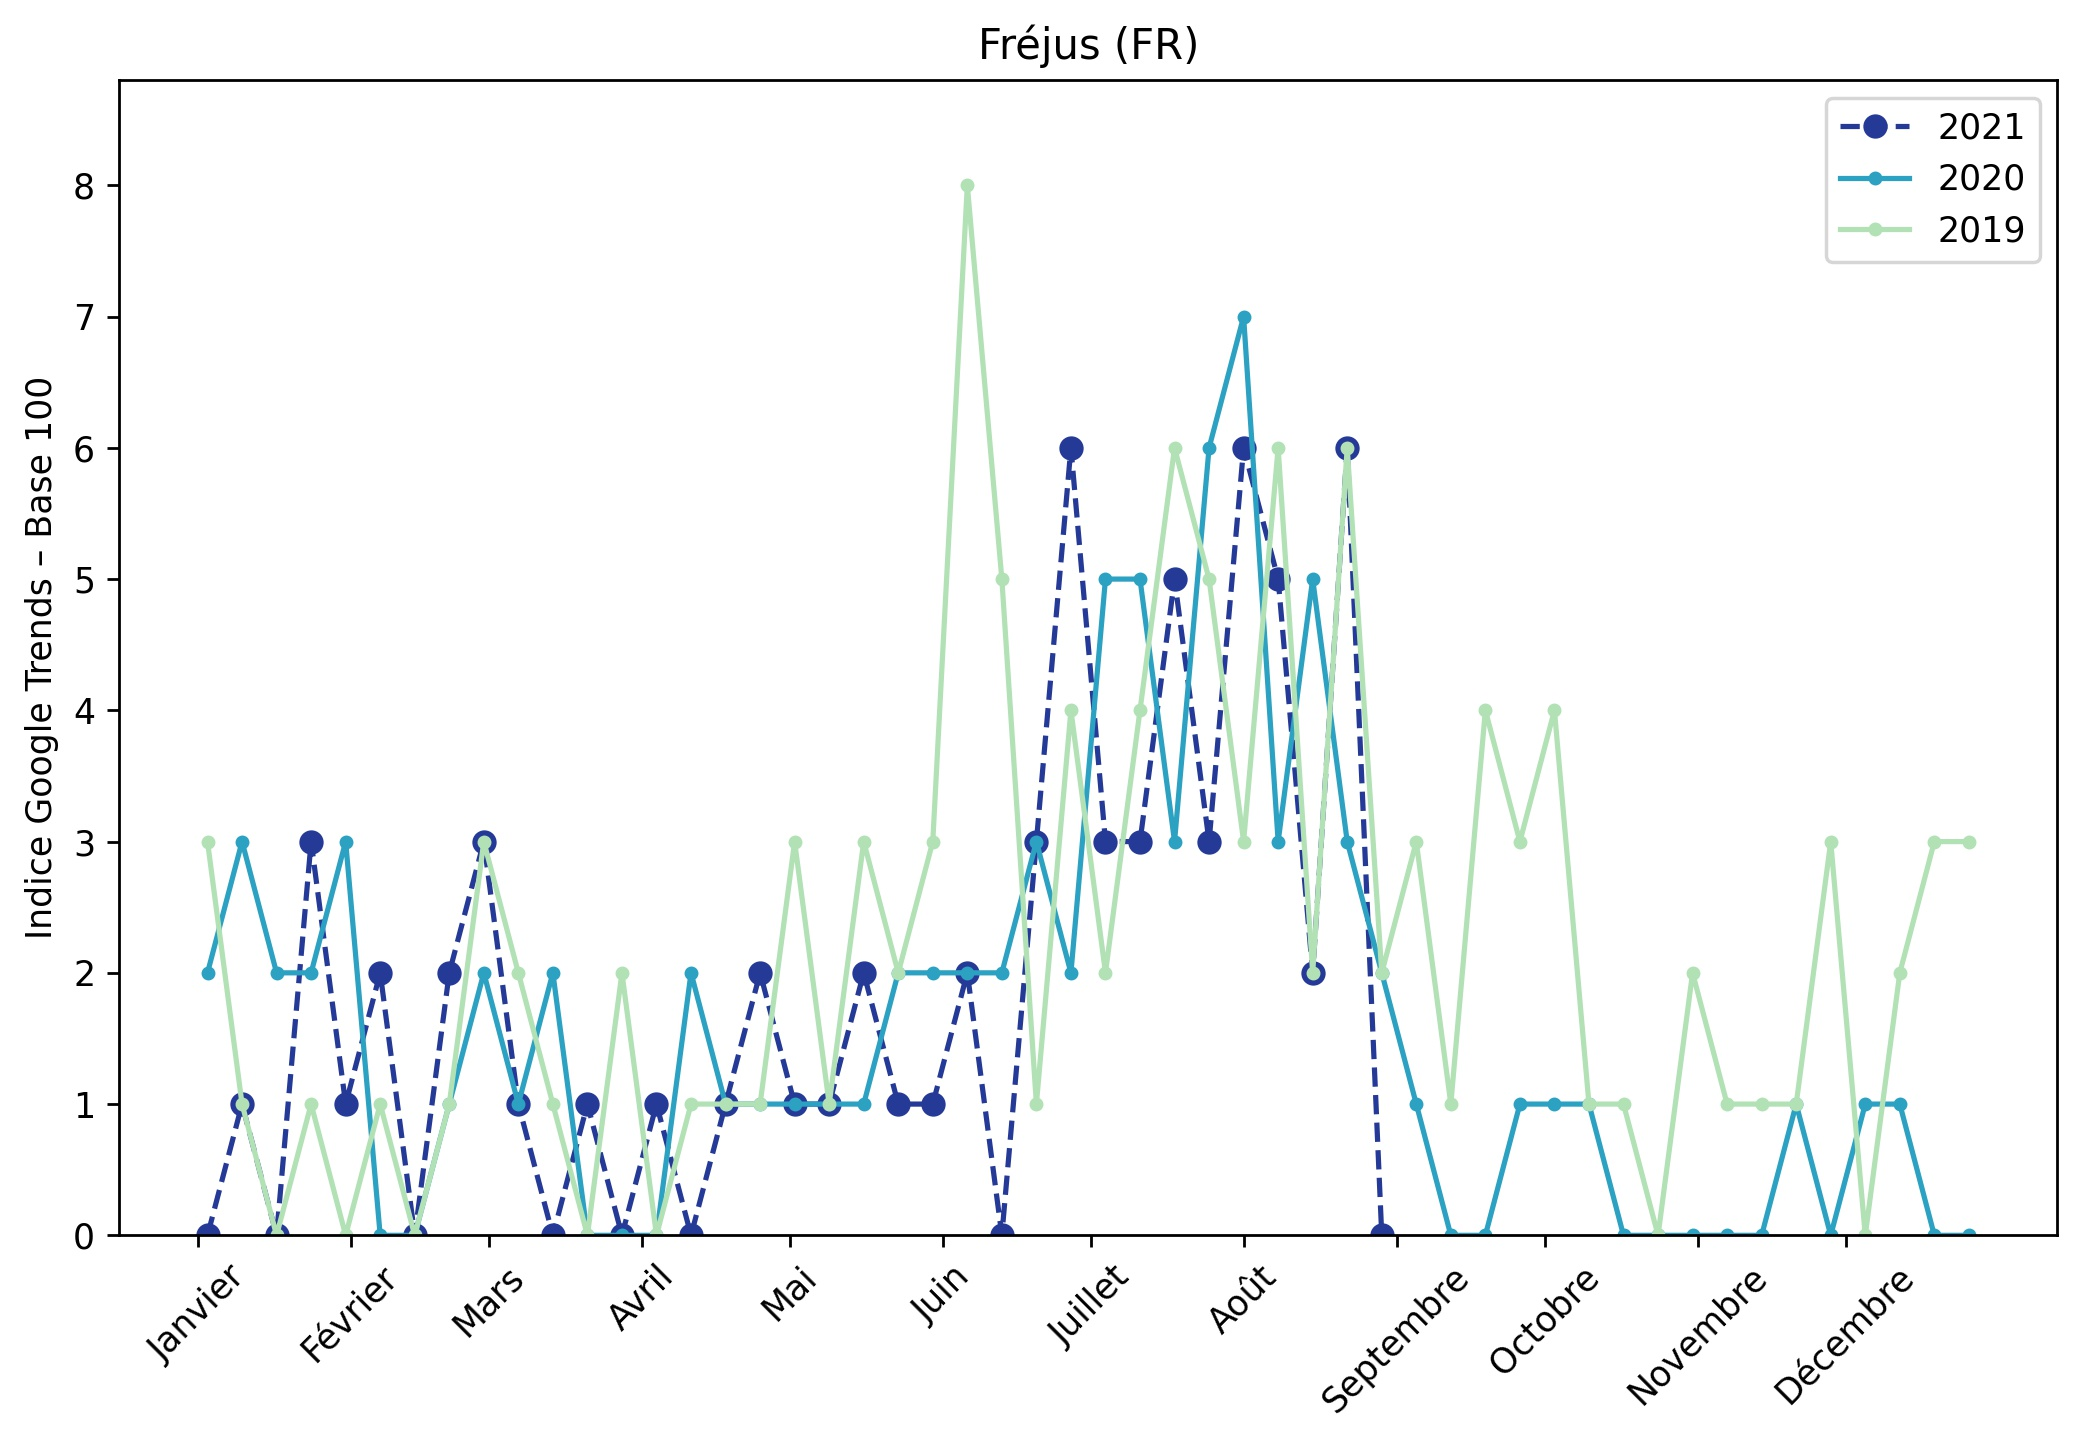 Fréjus (FR)
Indice Google Trends – Base 100
8
7
6
5
4
3
2
1
0
2021
2020
2019
Janvier
Février
Mars
Avril
Mai
Juin
Juillet
Août
Septembre
Octobre
Novembre
Décembre